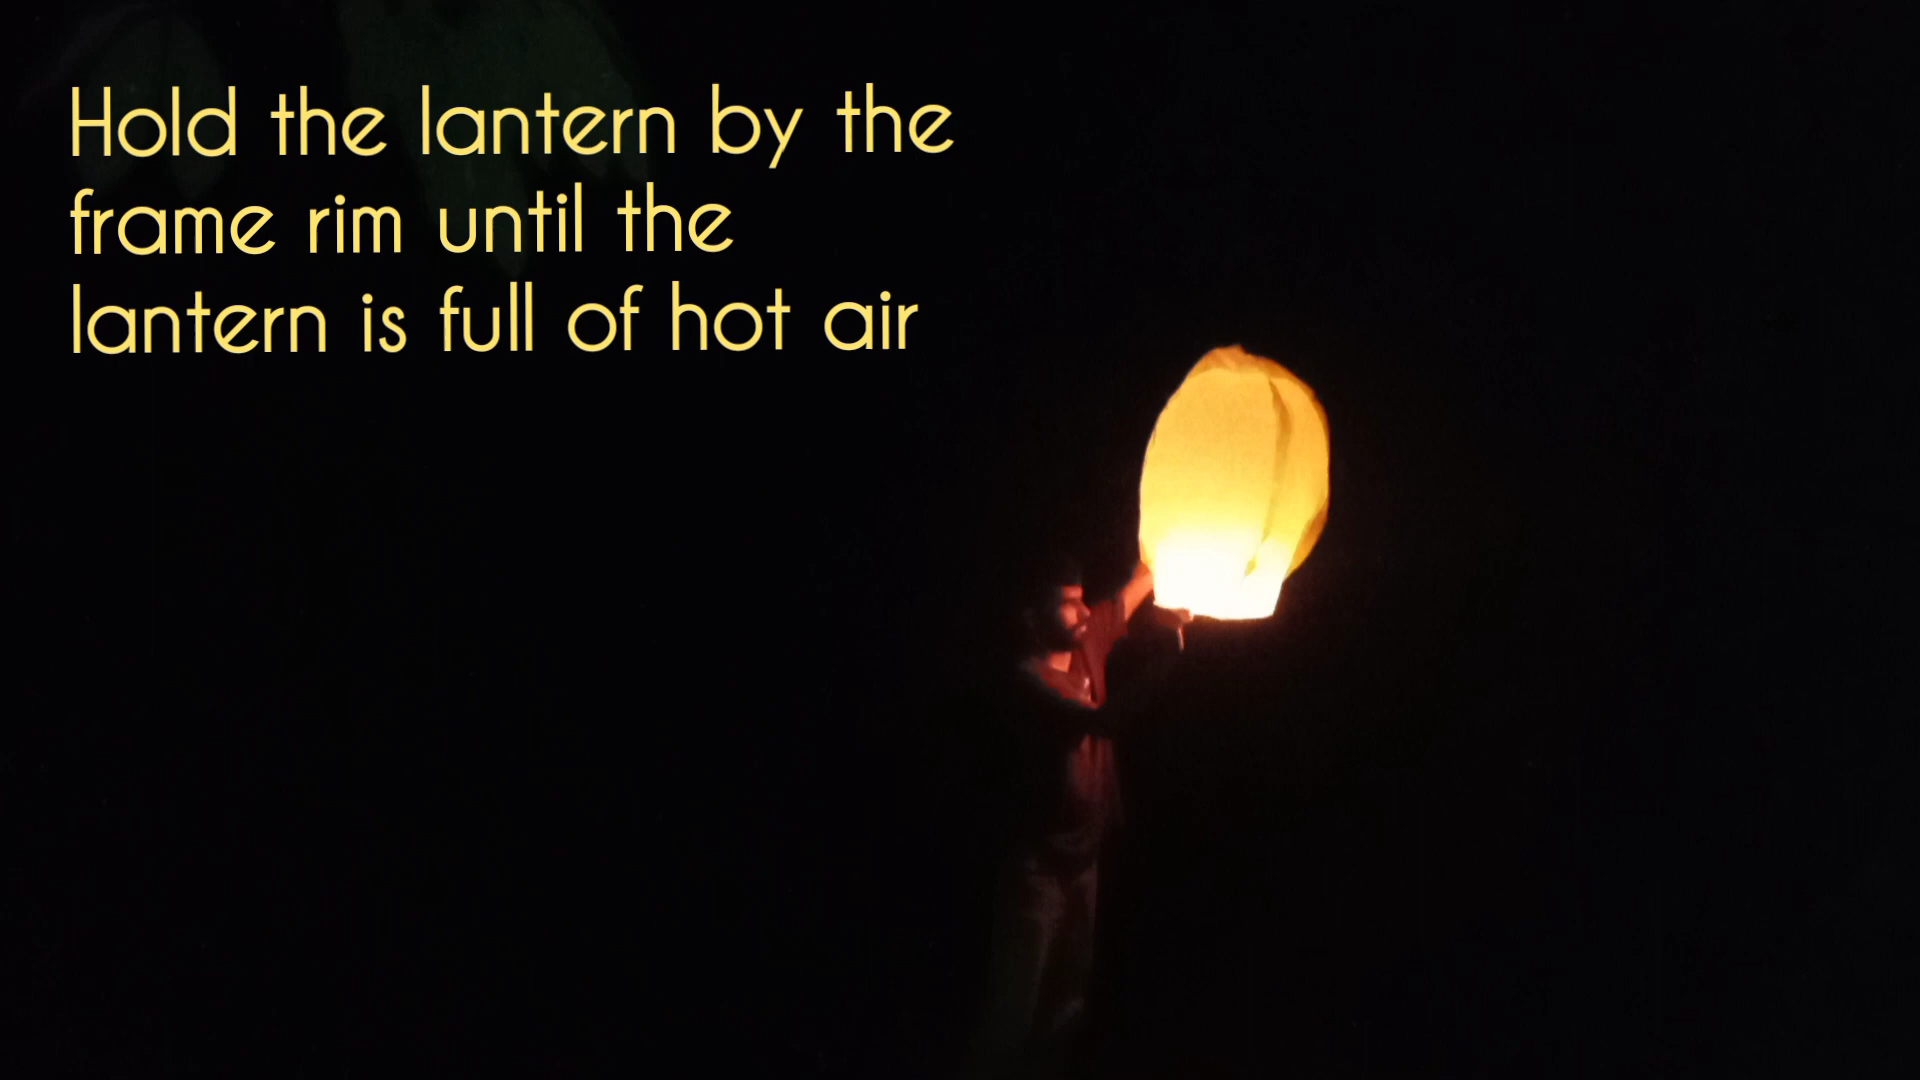 Hold the lantern by the
frame rim until the
lantern is full of hot air